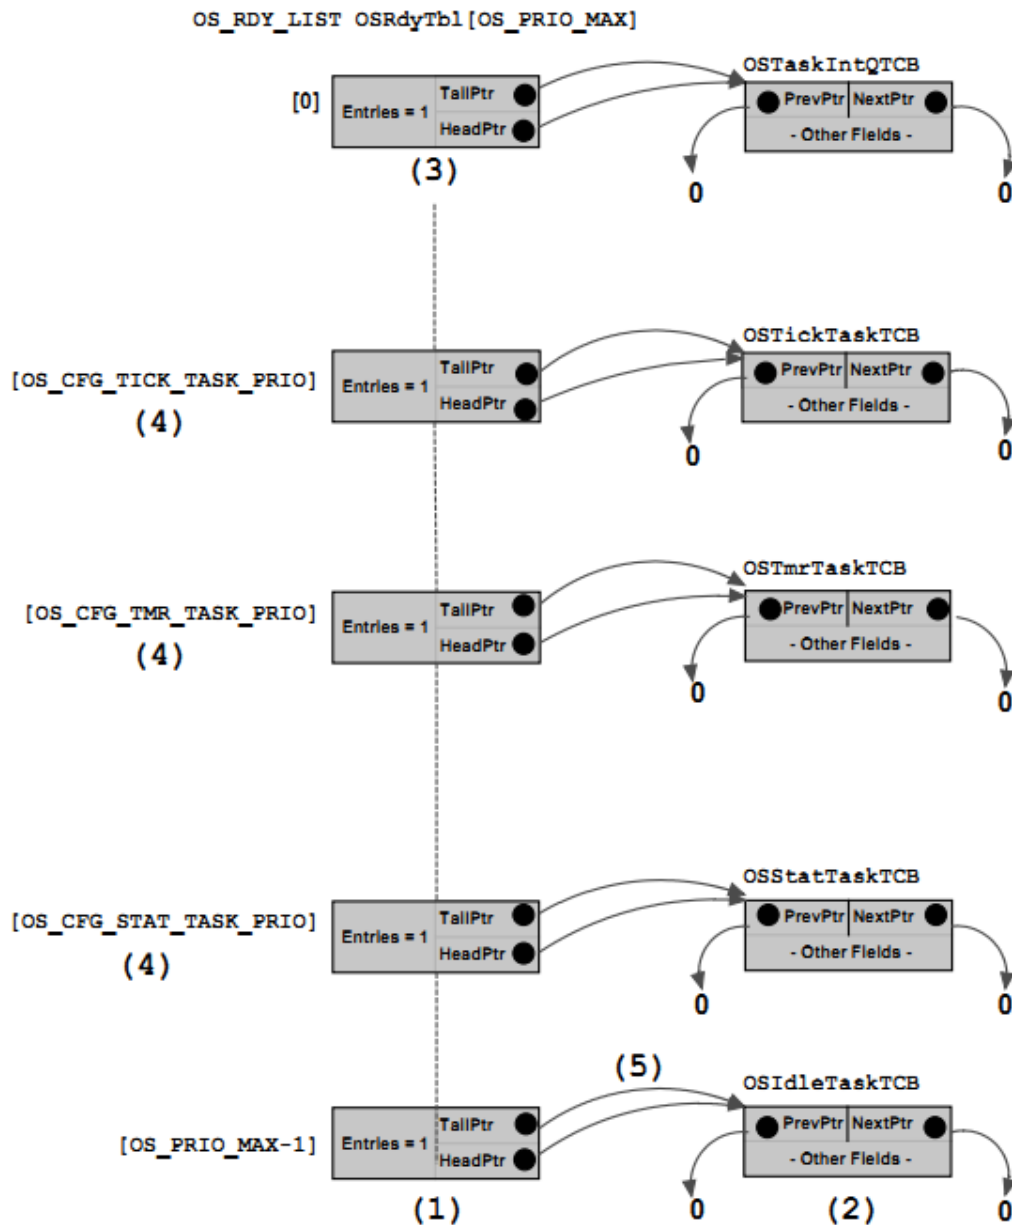 OS_RDY_LIST OSRdyTbl[OS_PRIO_MAX]
OSTaskIntQTCB
[0]
Entries = 1
TailPtr
HeadPtr
PrevPtr NextPtr
- Other Fields -
(3)
0
0
OSTickTaskTCB
[OS_CFG_TICK_TASK_PRIO]
(4)
Entries = 1
TailPtr
HeadPtr
PrevPtr NextPtr
- Other Fields -
0
0
OSTmrTaskTCB
[OS_CFG_TMR_TASK_PRIO]
(4)
Entries = 1
TailPtr
HeadPtr
PrevPtr NextPtr
- Other Fields -
0
0
OSStatTaskTCB
[OS_CFG_STAT_TASK_PRIO]
(4)
Entries = 1
TailPtr
HeadPtr
PrevPtr NextPtr
- Other Fields -
0
0
(5)
OSIdleTaskTCB
[OS_PRIO_MAX-1]
Entries = 1
TailPtr
HeadPtr
PrevPtr NextPtr
- Other Fields -
(1)
0
(2)
0